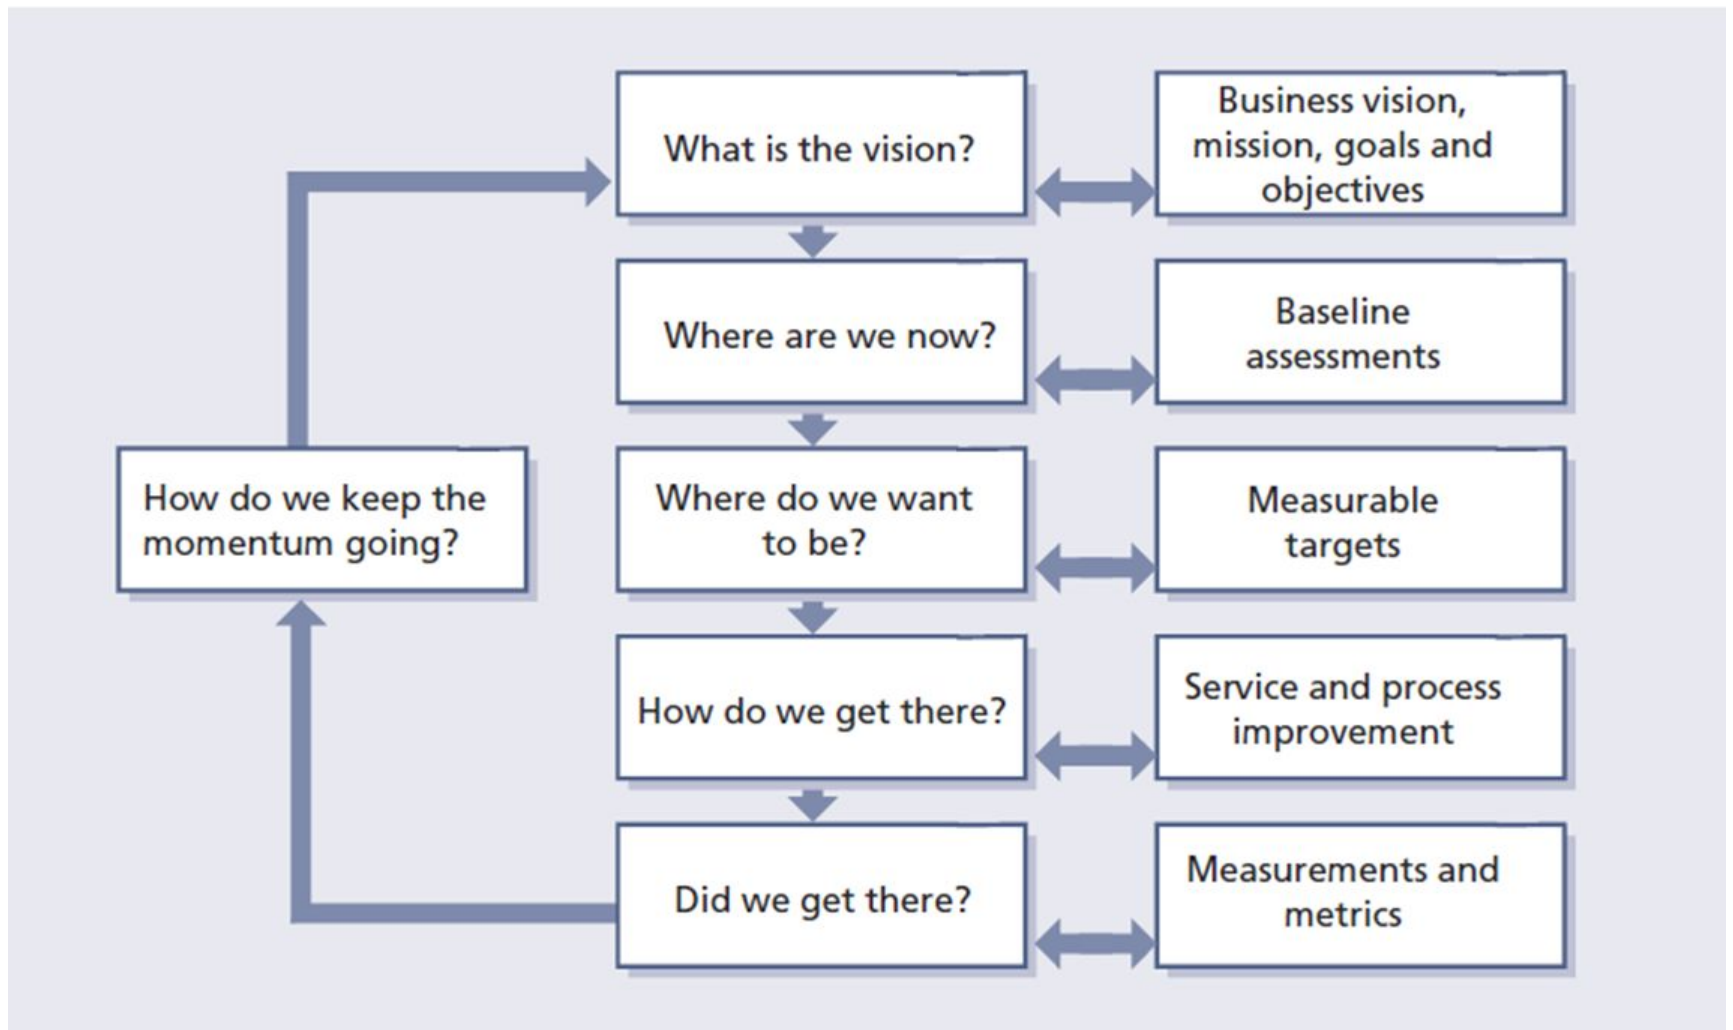 What is the vision?
Business vision,
mission, goals and
objectives
Where are we now?
Baseline
assessments
How do we keep the
momentum going?
Where do we want
to be?
Measurable
targets
How do we get there?
Service and process
improvement
Did we get there?
Measurements and
metrics